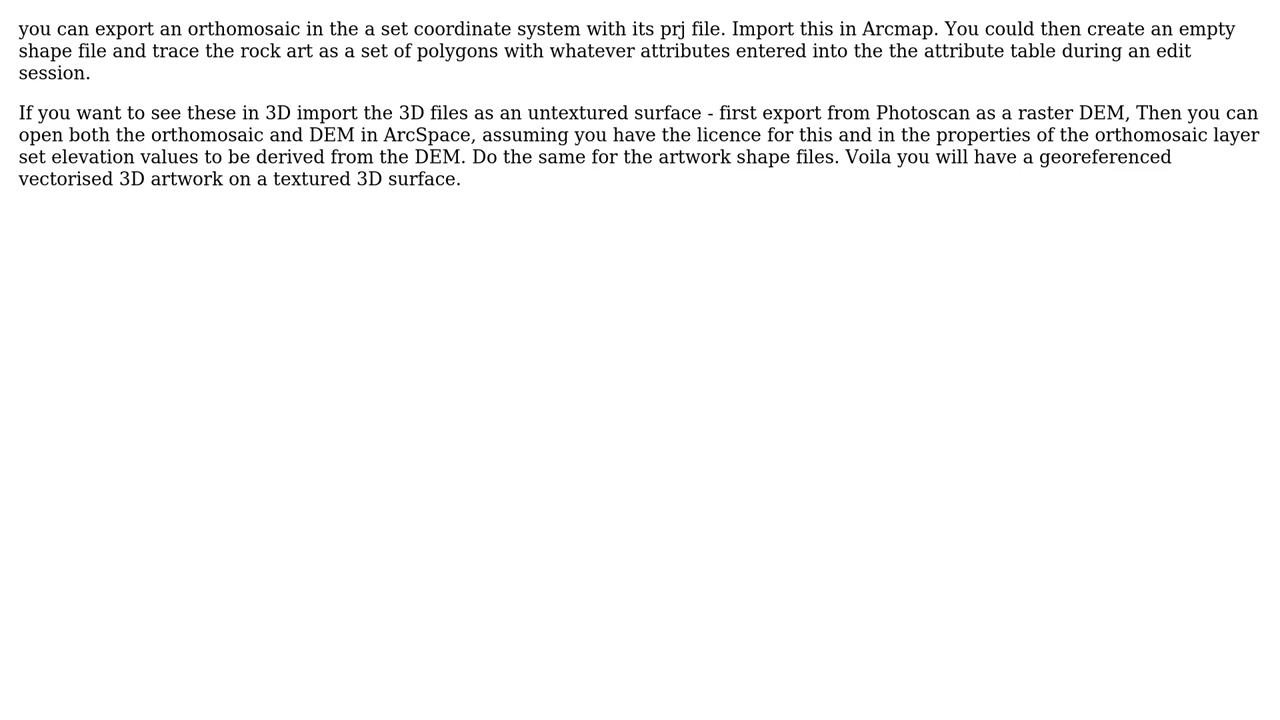 you can export an orthomosaic in the a set coordinate system with its prj file. Import this in Arcmap. You could then create an empty
shape file and trace the rock art as a set of polygons with whatever attributes entered into the the attribute table during an edit
session.
If you want to see these in 3D import the 3D files as an untextured surface - first export from Photoscan as a raster DEM, Then you can
open both the orthomosaic and DEM in ArcSpace, assuming you have the licence for this and in the properties of the orthomosaic layer
set elevation values to be derived from the DEM. Do the same for the artwork shape files. Voila you will have a georeferenced
vectorised 3D artwork on a textured 3D surface.